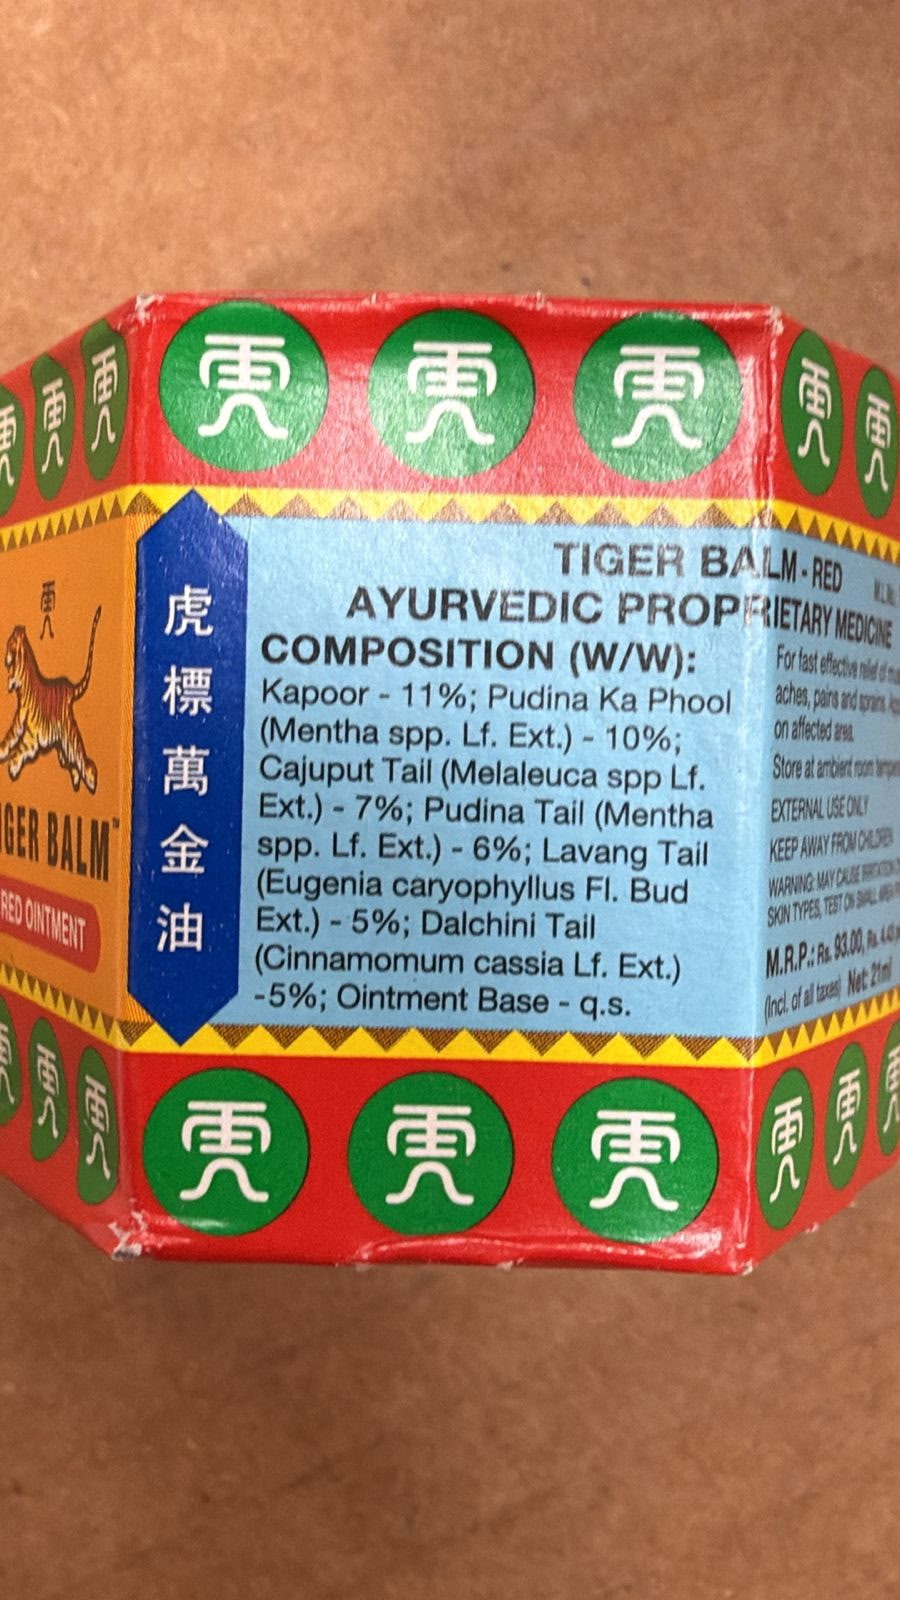 虎標萬金油
TIGER BALM™
RED OINTMENT
TIGER BALM - RED
AYURVEDIC PROPRIETARY MEDICINE
COMPOSITION (W/W):
Kapoor - 11%; Pudina Ka Phool
(Mentha spp. Lf. Ext.) - 10%;
Cajuput Tail (Melaleuca spp Lf.
Ext.) - 7%; Pudina Tail (Mentha
spp. Lf. Ext.) - 6%; Lavang Tail
(Eugenia caryophyllus Fl. Bud
Ext.) - 5%; Dalchini Tail
(Cinnamomum cassia Lf. Ext.)
-5%; Ointment Base - q.s.
For fast effective relief of
aches, pains and sprains.
on affected area.
Store at ambient room
EXTERNAL USE ONLY
KEEP AWAY FROM CHILDREN
WARNING: MAY CAUSE IRRITATION
SKIN TYPES, TEST ON SMALL AREA
M.R.P.: Rs. 93.00, Rs.
(Incl. of all taxes) Net: 21ml